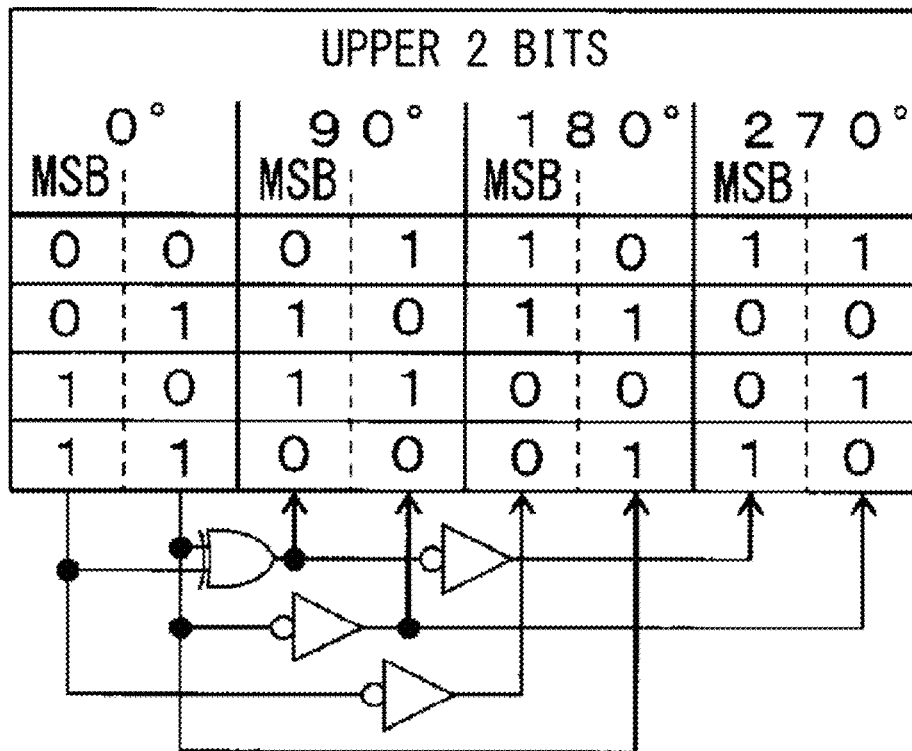 UPPER 2 BITS
0° 90° 180° 270°
MSB MSB MSB MSB
0 0 0 1 1 0 1 1
0 1 1 0 1 1 0 0
1 0 1 1 0 0 0 1
1 1 0 0 0 1 1 0